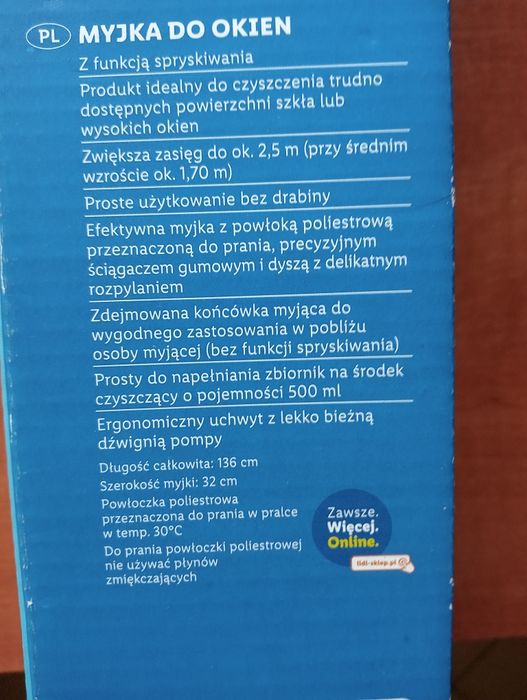 PL MYJKA DO OKIEN
Z funkcją spryskiwania
Produkt idealny do czyszczenia trudno
dostępnych powierzchni szkła lub
wysokich okien
Zwiększa zasięg do ok. 2,5 m (przy średnim
wzroście ok. 1,70 m)
Proste użytkowanie bez drabiny
Efektywna myjka z powłoką poliestrową
przeznaczoną do prania, precyzyjnym
ściągaczem gumowym i dyszą z delikatnym
rozpylaniem
Zdejmowana końcówka myjąca do
wygodnego zastosowania w pobliżu
osoby myjącej (bez funkcji spryskiwania)
Prosty do napełniania zbiornik na środek
czyszczący o pojemności 500 ml
Ergonomiczny uchwyt z lekko bieżną
dźwignią pompy
Długość całkowita: 136 cm
Szerokość myjki: 32 cm
Powłoczka poliestrowa
przeznaczona do prania w pralce
w temp. 30°C
Do prania powłoczki poliestrowej
nie używać płynów
zmiękczających
Zawsze.
Więcej.
Online.
lidl-sklep.pl